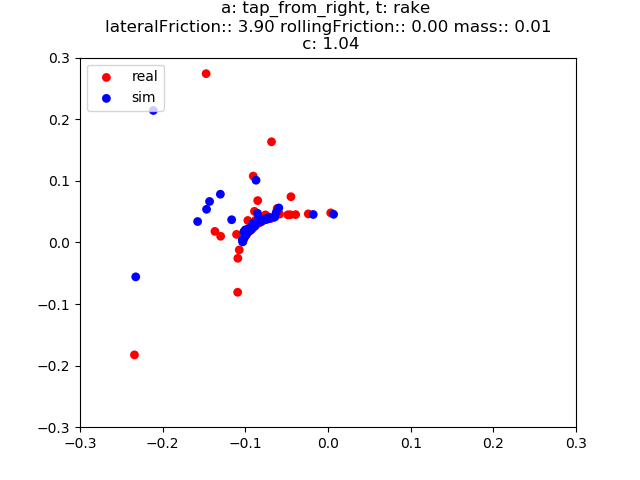 a: tap_from_right, t: rake
lateralFriction:: 3.90 rollingFriction:: 0.00 mass:: 0.01
c: 1.04
real
sim
0.3
0.2
0.1
0.0
−0.1
−0.2
−0.3
−0.3
−0.2
−0.1
0.0
0.1
0.2
0.3